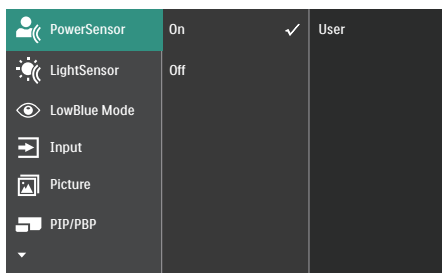 PowerSensor On User
LightSensor Off
LowBlue Mode
Input
Picture
PIP/PBP